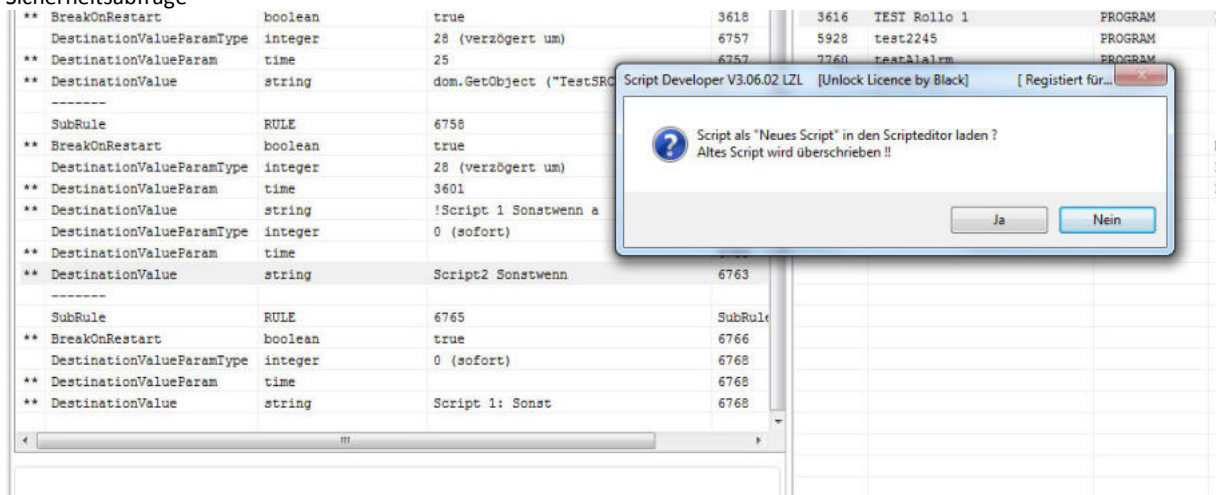 Sicherheitsabfrage
** BreakOnRestart boolean true 3618
DestinationValueParamType integer 28 (verzögert um) 6757
** DestinationValueParam time 25 6757
** DestinationValue string dom.GetObject ("TestSRC
-------
SubRule RULE 6758
** BreakOnRestart boolean true
DestinationValueParamType integer 28 (verzögert um)
** DestinationValueParam time 3601
** DestinationValue string !Script 1 Sonstwenn a
DestinationValueParamType integer 0 (sofort)
** DestinationValueParam time
** DestinationValue string Script2 Sonstwenn 6763
-------
SubRule RULE 6765 SubRule
** BreakOnRestart boolean true 6766
DestinationValueParamType integer 0 (sofort) 6768
** DestinationValueParam time 6768
** DestinationValue string Script 1: Sonst 6768
3616 TEST Rollo 1 PROGRAM
5928 test2245 PROGRAM
7760 testAlalrm PROGRAM
Script Developer V3.06.02 LZL [Unlock Licence by Black] [ Registiert für...
Script als "Neues Script" in den Scripteditor laden ?
Altes Script wird überschrieben !!
Ja Nein